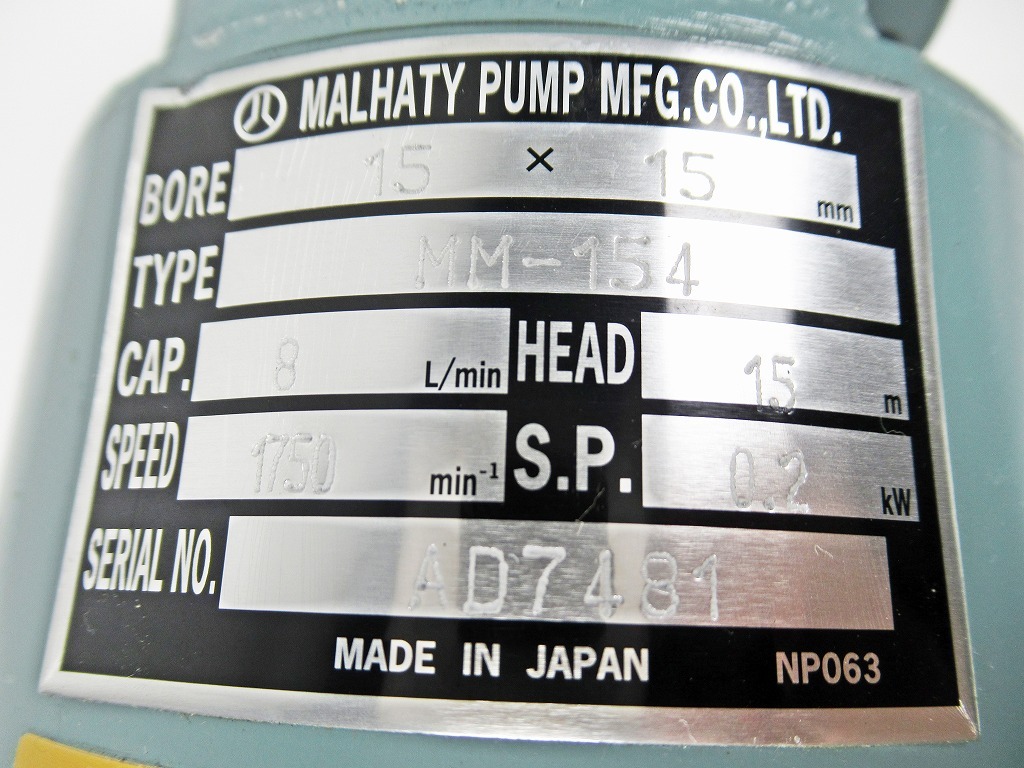 MALHATY PUMP MFG.CO.,LTD.
BORE 15 × 15 mm
TYPE MM-154
CAP. 8 L/min HEAD 15 m
SPEED 1750 min⁻¹ S.P. 0.2 kW
SERIAL NO. AD7481
MADE IN JAPAN NP063